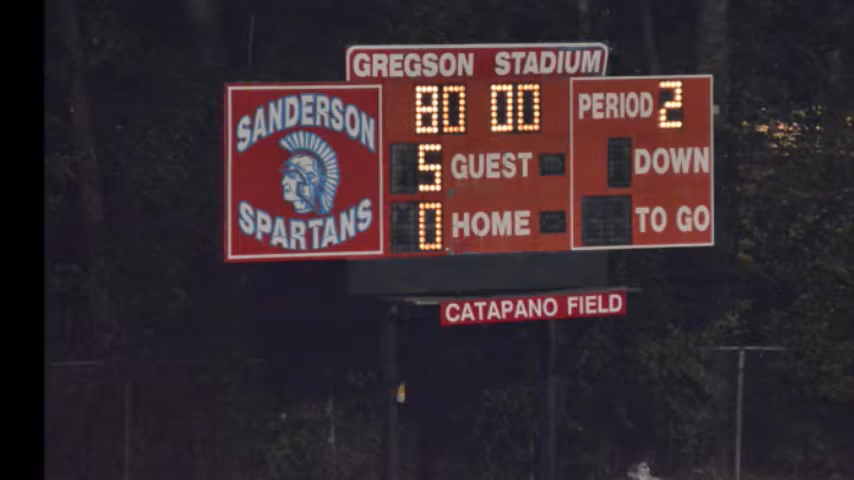 GREGSON STADIUM
SANDERSON
SPARTANS
80 00
PERIOD 2
5 GUEST
DOWN
0 HOME
TO GO
CATAPANO FIELD